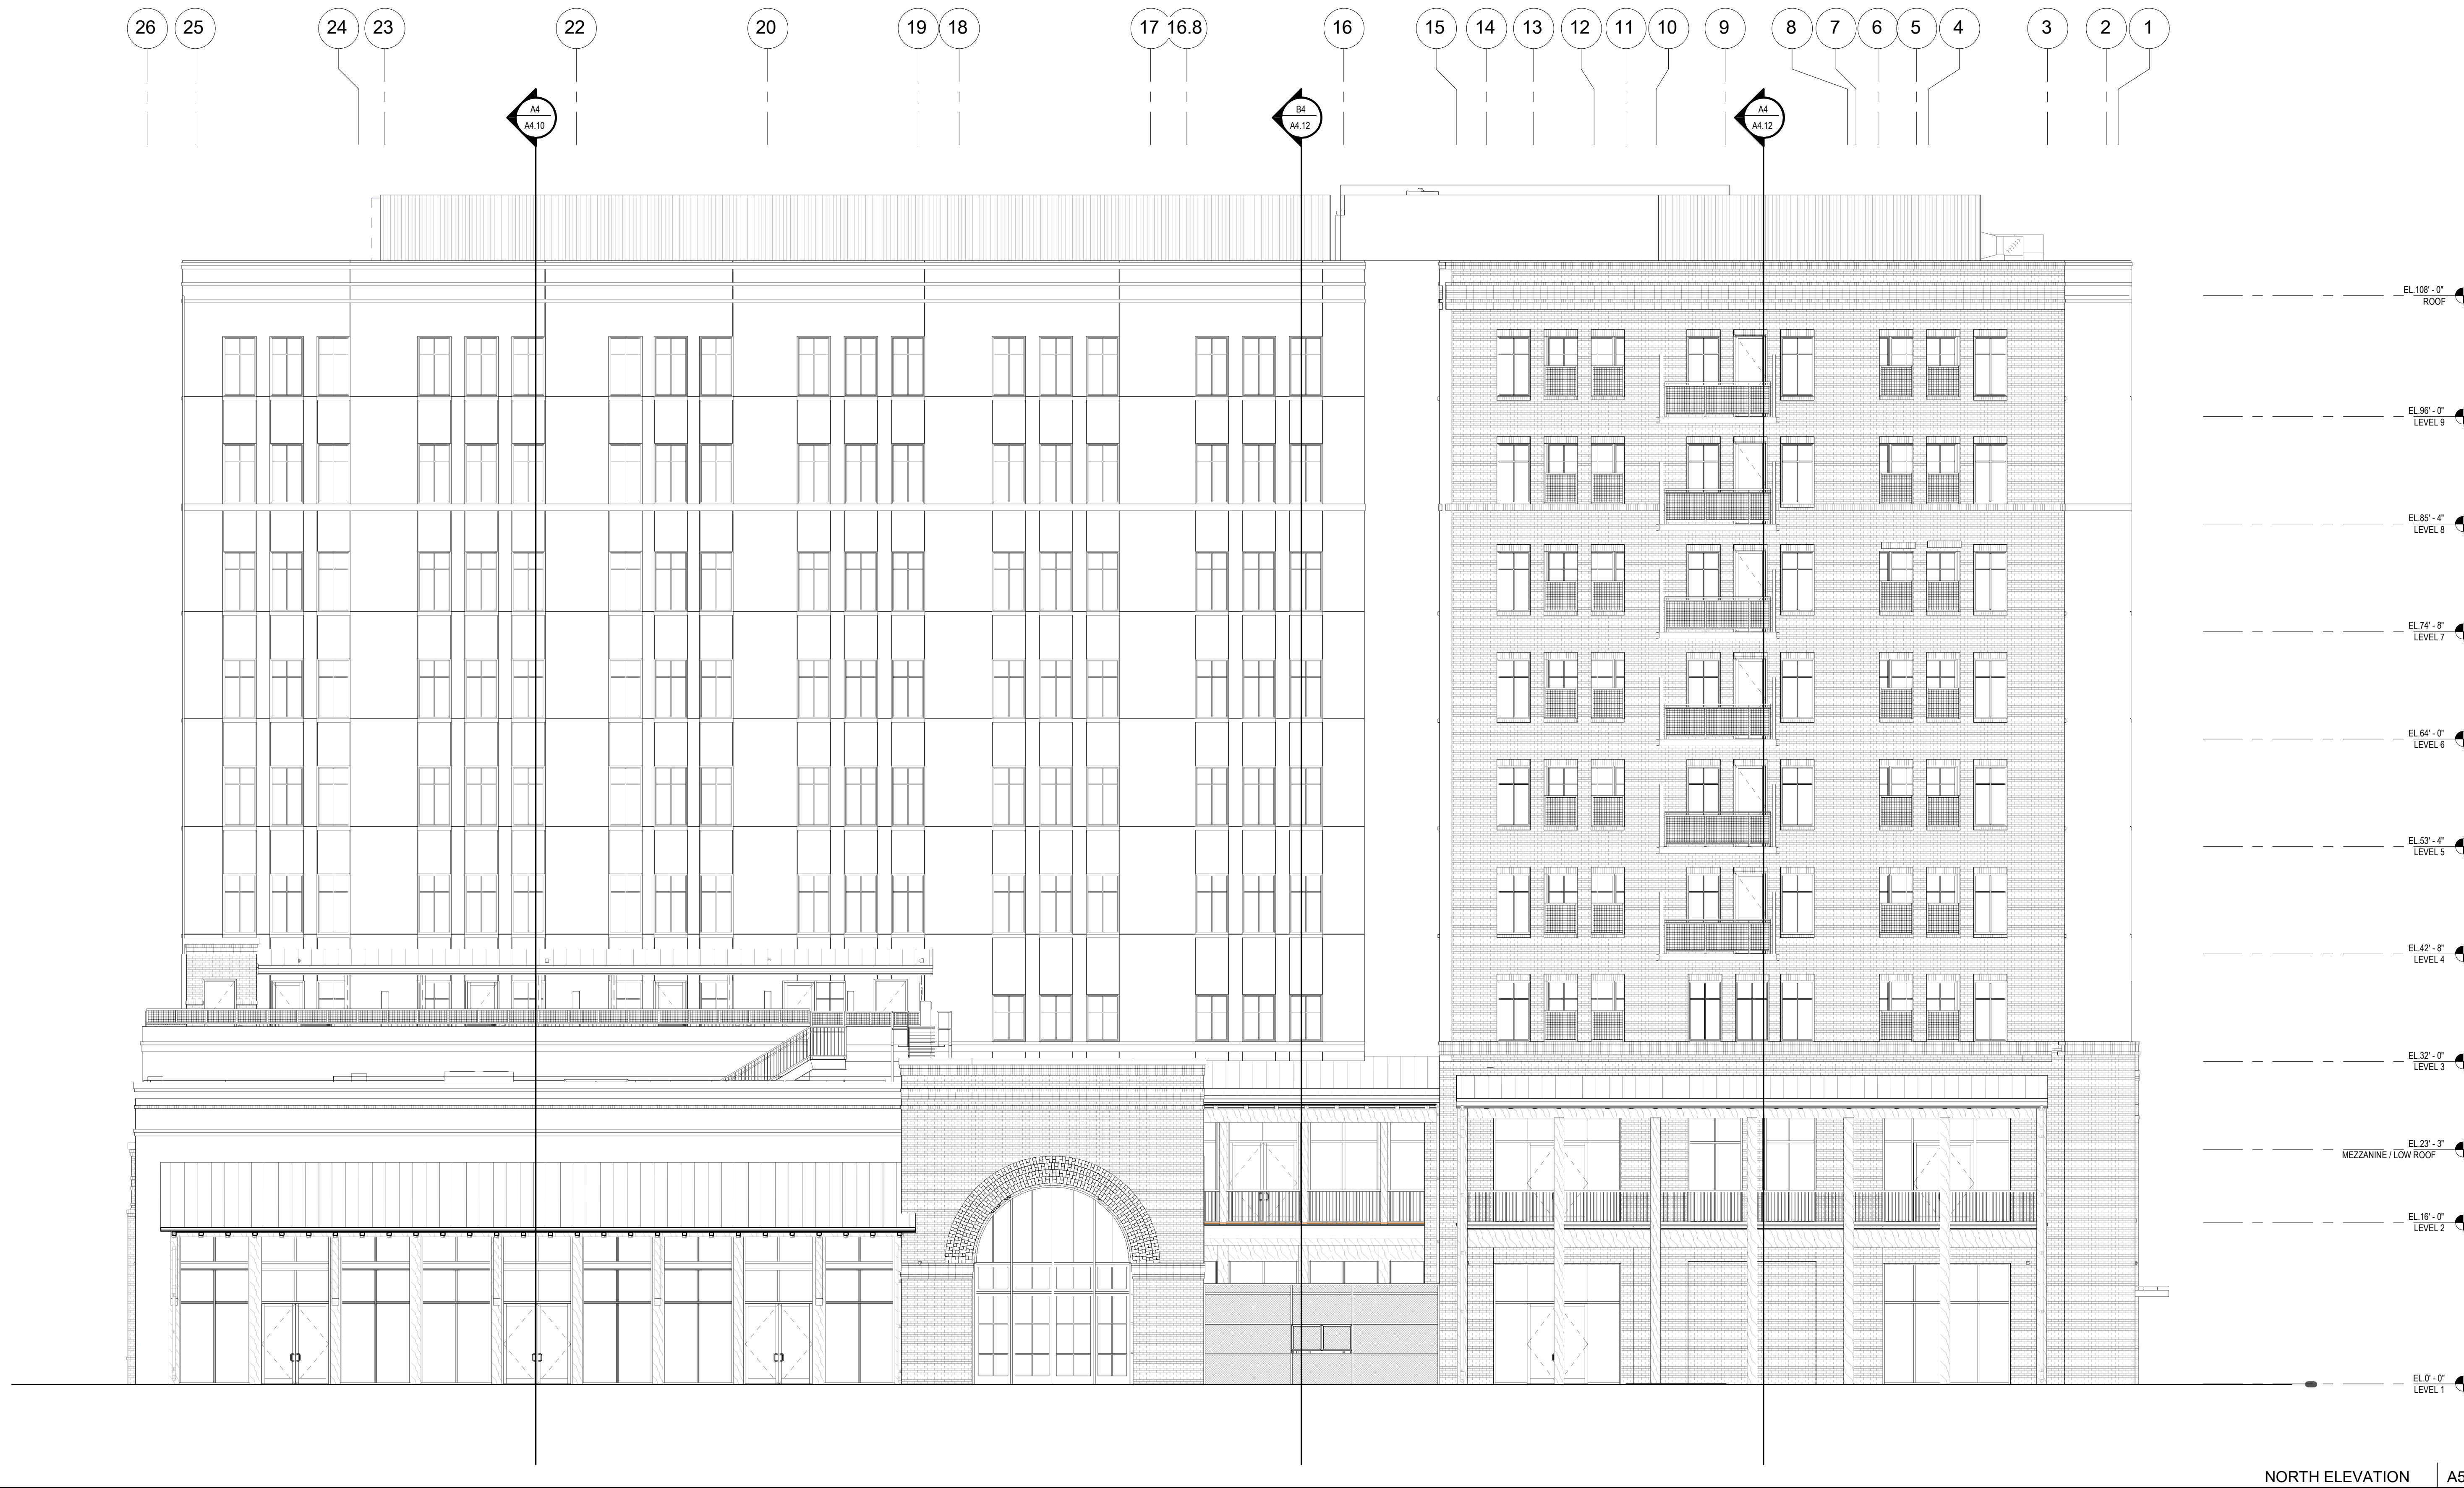 26 25 24 23 22 20 19 18 17 16.8 16 15 14 13 12 11 10 9 8 7 6 5 4 3 2 1
A4
A4.10
B4
A4.12
A4
A4.12
EL.108' - 0"
ROOF
EL.96' - 0"
LEVEL 9
EL.85' - 4"
LEVEL 8
EL.74' - 8"
LEVEL 7
EL.64' - 0"
LEVEL 6
EL.53' - 4"
LEVEL 5
EL.42' - 8"
LEVEL 4
EL.32' - 0"
LEVEL 3
EL.23' - 3"
MEZZANINE / LOW ROOF
EL.16' - 0"
LEVEL 2
EL.0' - 0"
LEVEL 1
NORTH ELEVATION A5